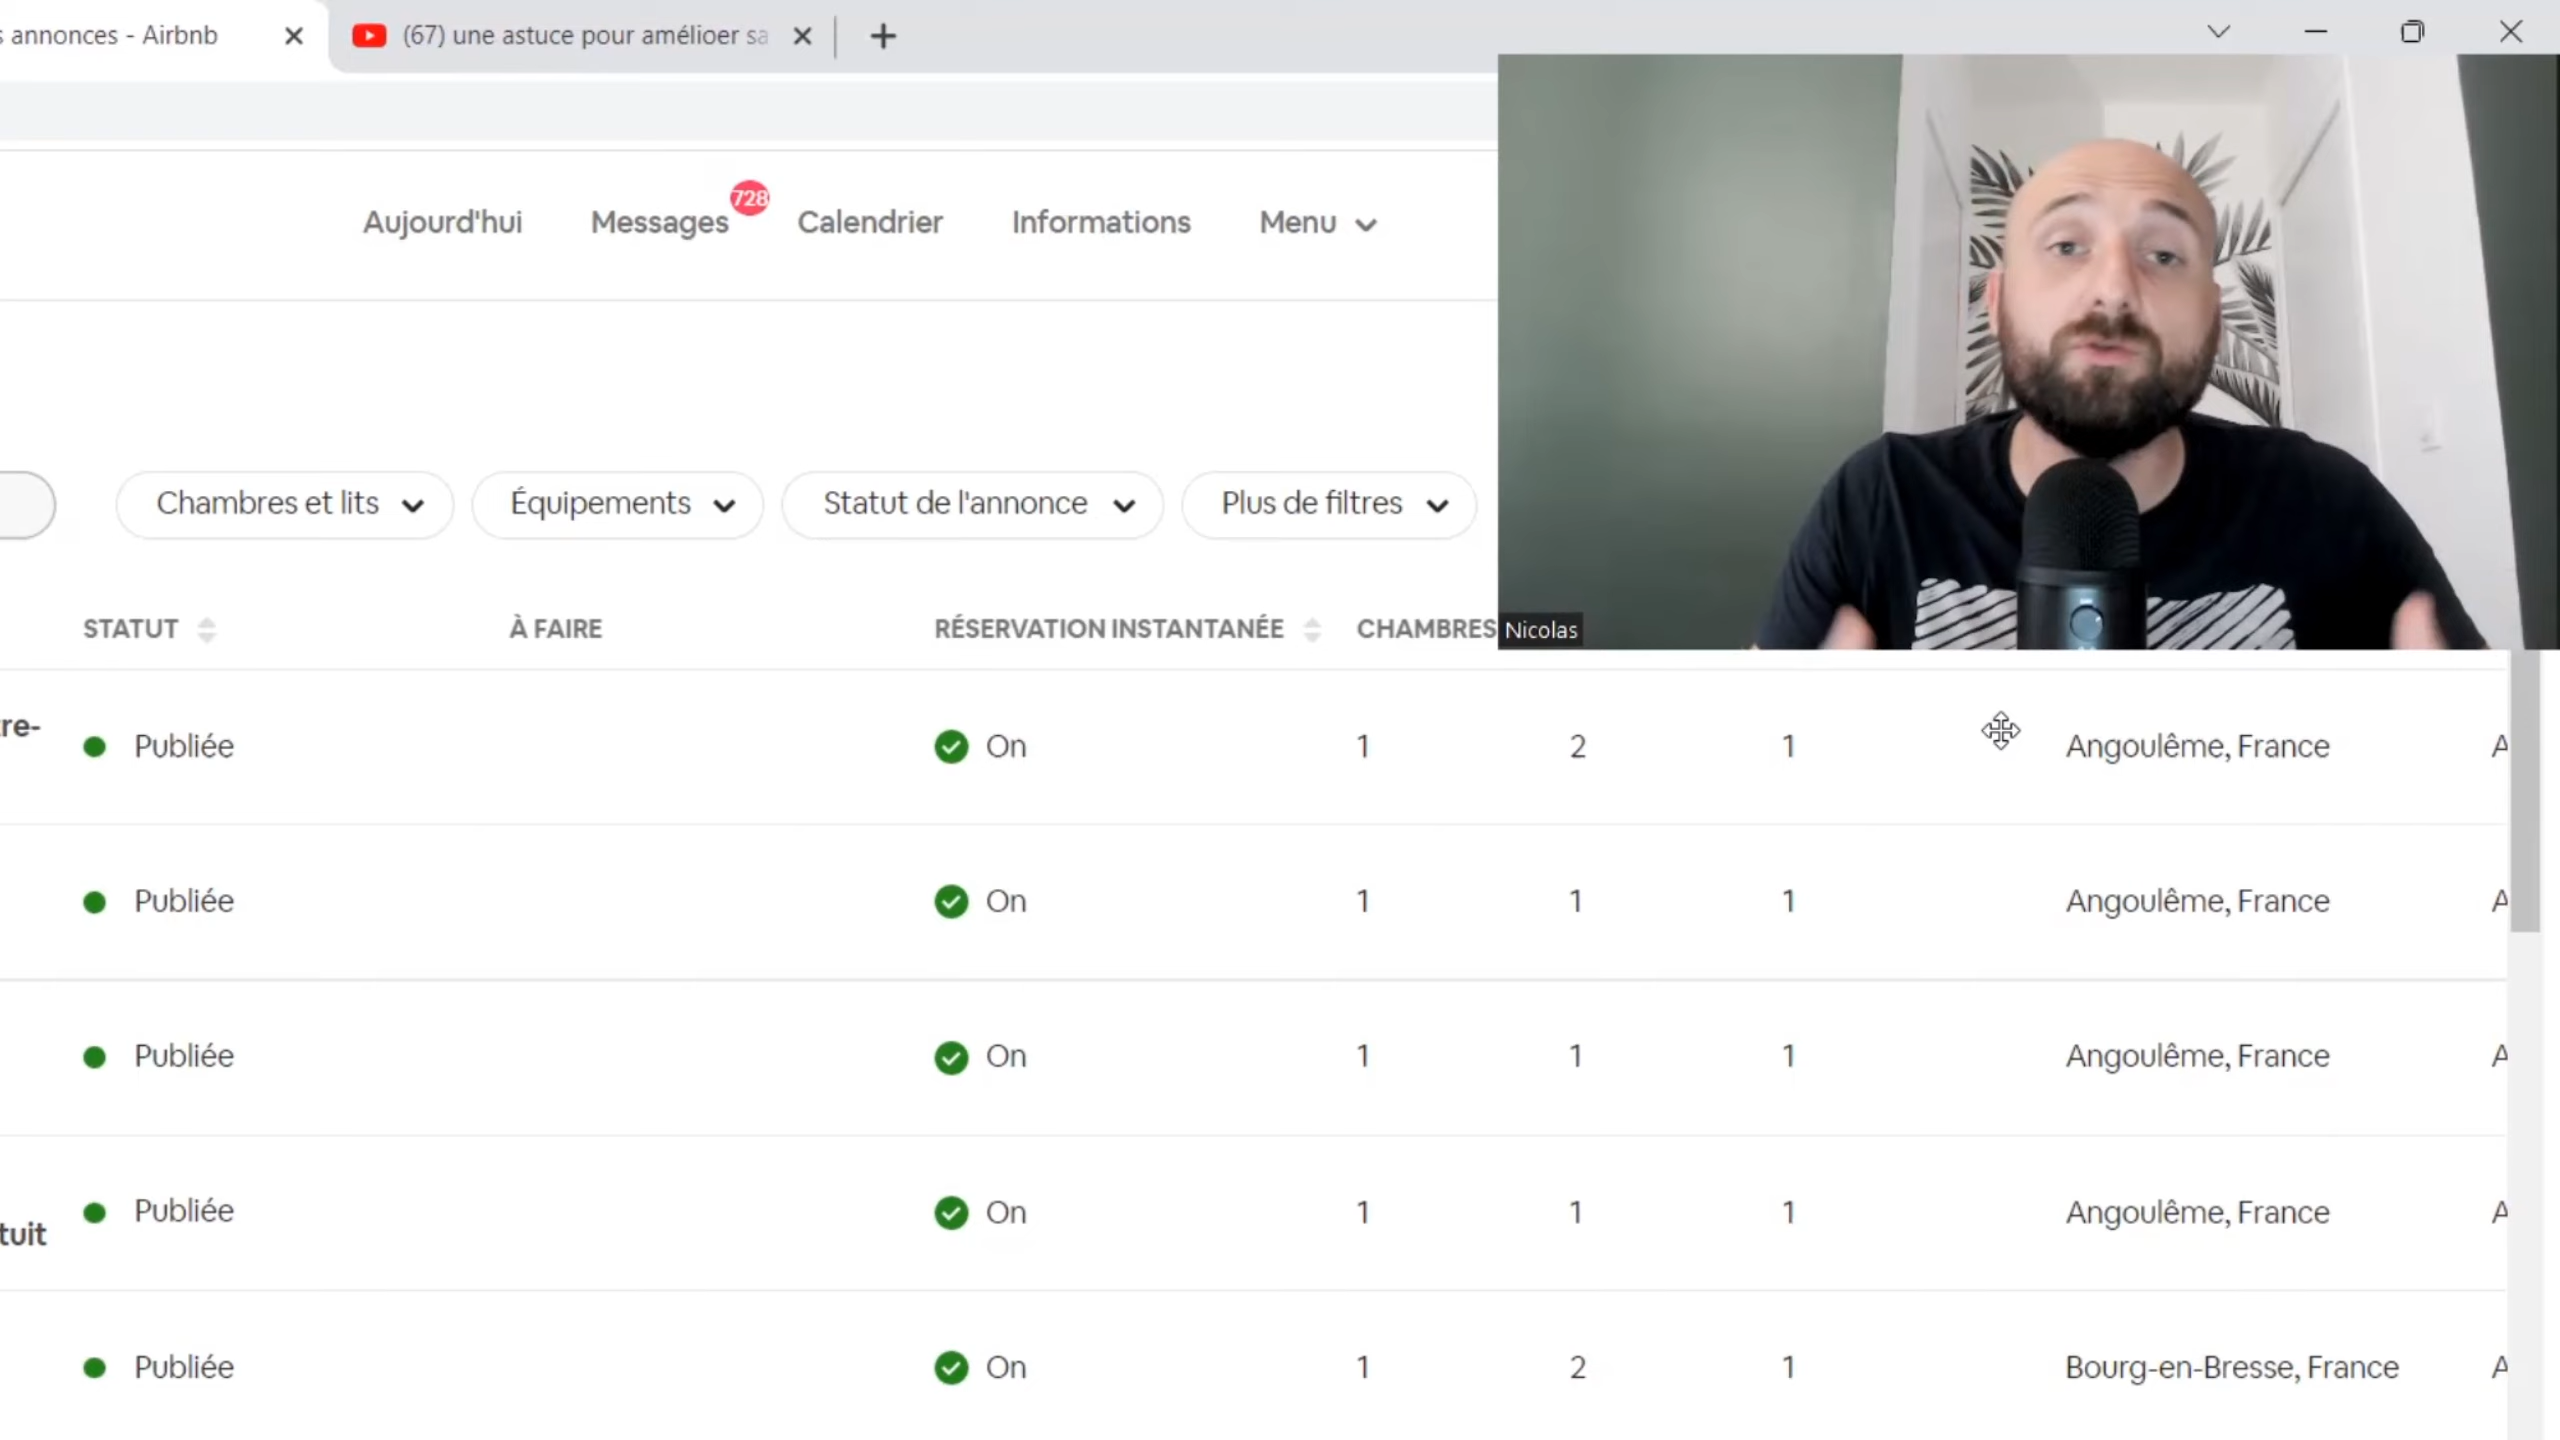 s annonces - Airbnb
(67) une astuce pour amélioer sa
Aujourd'hui Messages 728 Calendrier Informations Menu
Chambres et lits Équipements Statut de l'annonce Plus de filtres
STATUT À FAIRE RÉSERVATION INSTANTANÉE CHAMBRES
Nicolas
tre-
Publiée On 1 2 1 Angoulême, France A
Publiée On 1 1 1 Angoulême, France A
Publiée On 1 1 1 Angoulême, France A
Publiée On 1 1 1 Angoulême, France A
tuit
Publiée On 1 2 1 Bourg-en-Bresse, France A